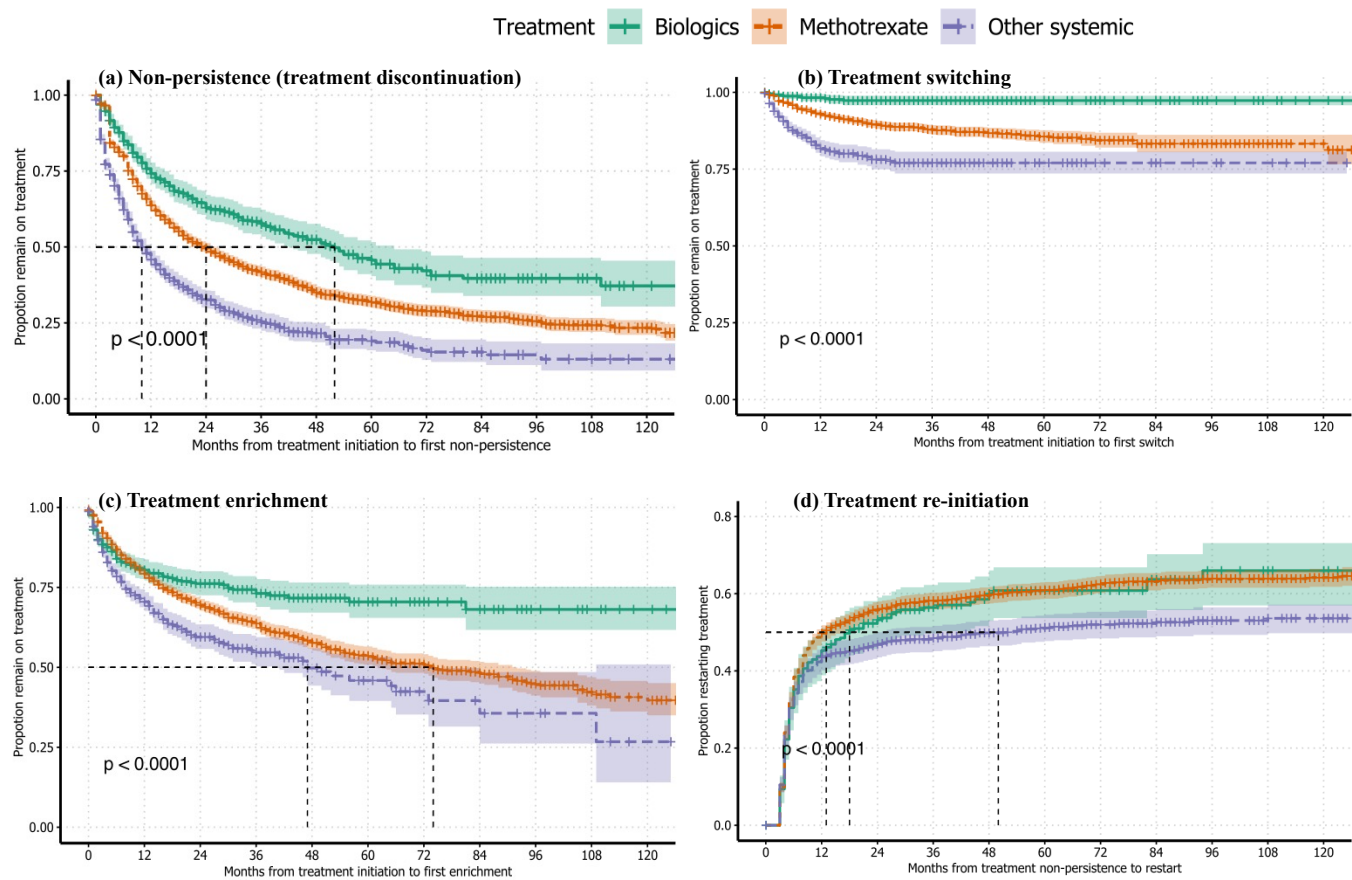 Treatment Biologics Methotrexate Other systemic
(a) Non-persistence (treatment discontinuation)
Propotion remain on treatment
1.00
0.75
0.50
0.25
0.00
p < 0.0001
0 12 24 36 48 60 72 84 96 108 120
Months from treatment initiation to first non-persistence
(b) Treatment switching
Propotion remain on treatment
1.00
0.75
0.50
0.25
0.00
p < 0.0001
0 12 24 36 48 60 72 84 96 108 120
Months from treatment initiation to first switch
(c) Treatment enrichment
Propotion remain on treatment
1.00
0.75
0.50
0.25
0.00
p < 0.0001
0 12 24 36 48 60 72 84 96 108 120
Months from treatment initiation to first enrichment
(d) Treatment re-initiation
Propotion restarting treatment
0.8
0.6
0.4
0.2
0.0
p < 0.0001
0 12 24 36 48 60 72 84 96 108 120
Months from treatment non-persistence to restart